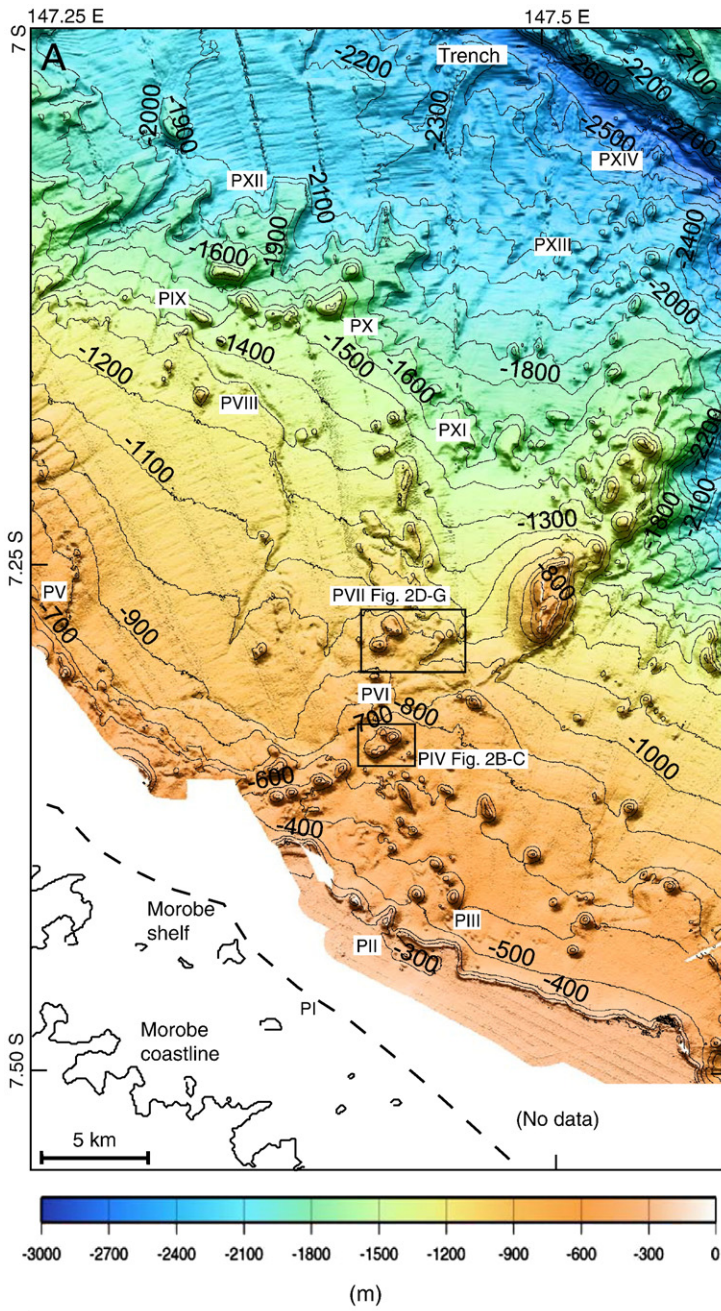 147.25 E
147.5 E
7 S
A
Trench
-2200
-2600
-2200
-2100
-2000
-1900
-2300
-2500
-2700
PXIV
PXII
-2100
-1900
PXIII
-2400
-1600
-2000
PIX
PX
-1400
-1500
-1200
-1600
-1800
PVIII
PXI
-1100
-2200
-1800
-2100
-1300
7.25 S
-800
PV
PVII Fig. 2D-G
-700
-900
PVI
-800
-700
-1000
PIV Fig. 2B-C
-600
-400
Morobe
shelf
PIII
PII
-500
-300
-400
PI
Morobe
coastline
7.50 S
(No data)
5 km
-3000 -2700 -2400 -2100 -1800 -1500 -1200 -900 -600 -300 0
(m)